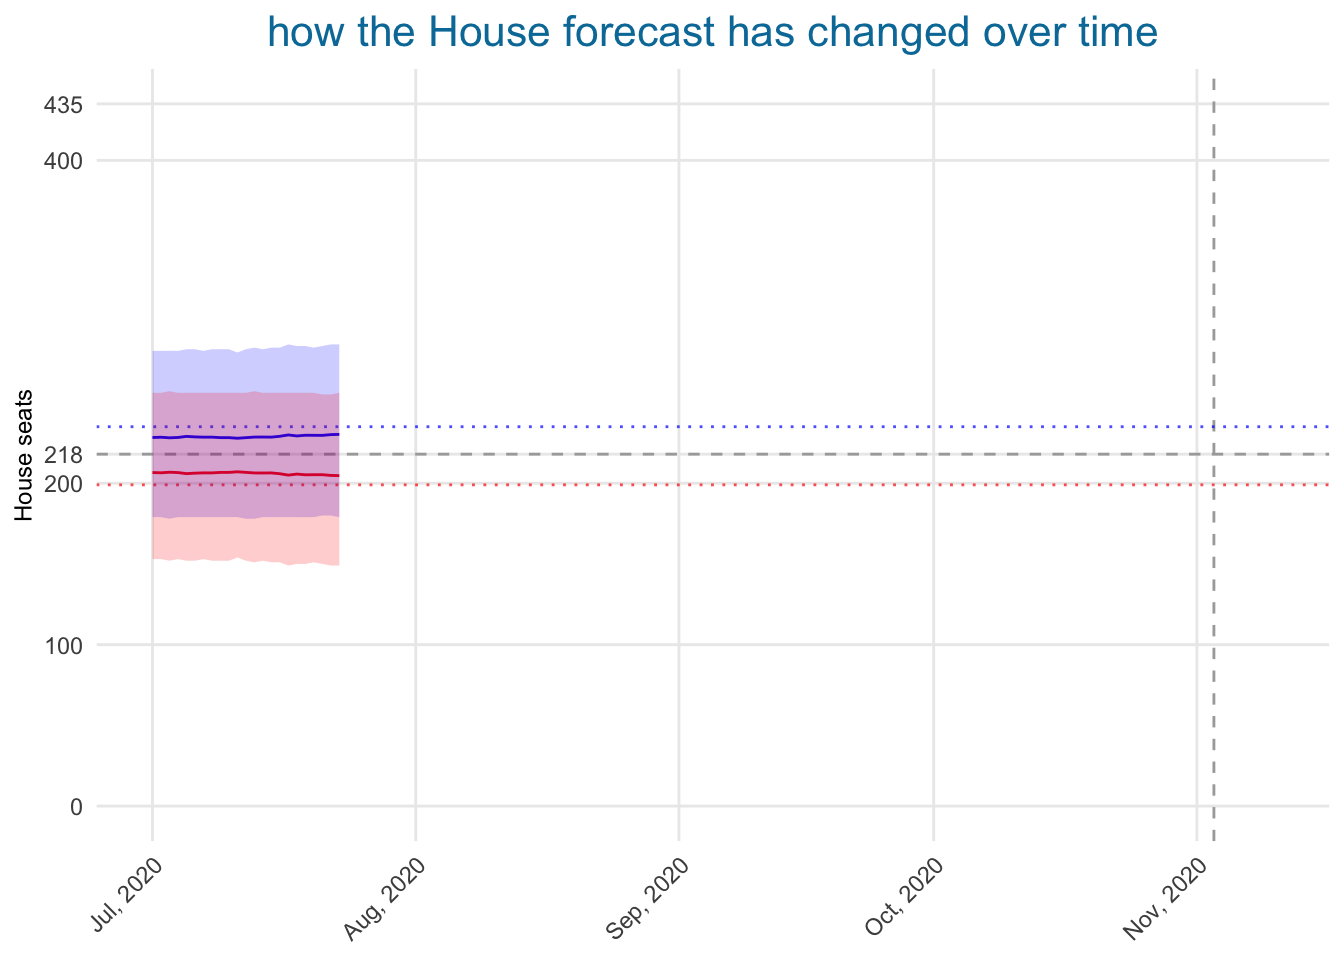 how the House forecast has changed over time
435
400
218
200
100
0
House seats
Jul, 2020
Aug, 2020
Sep, 2020
Oct, 2020
Nov, 2020